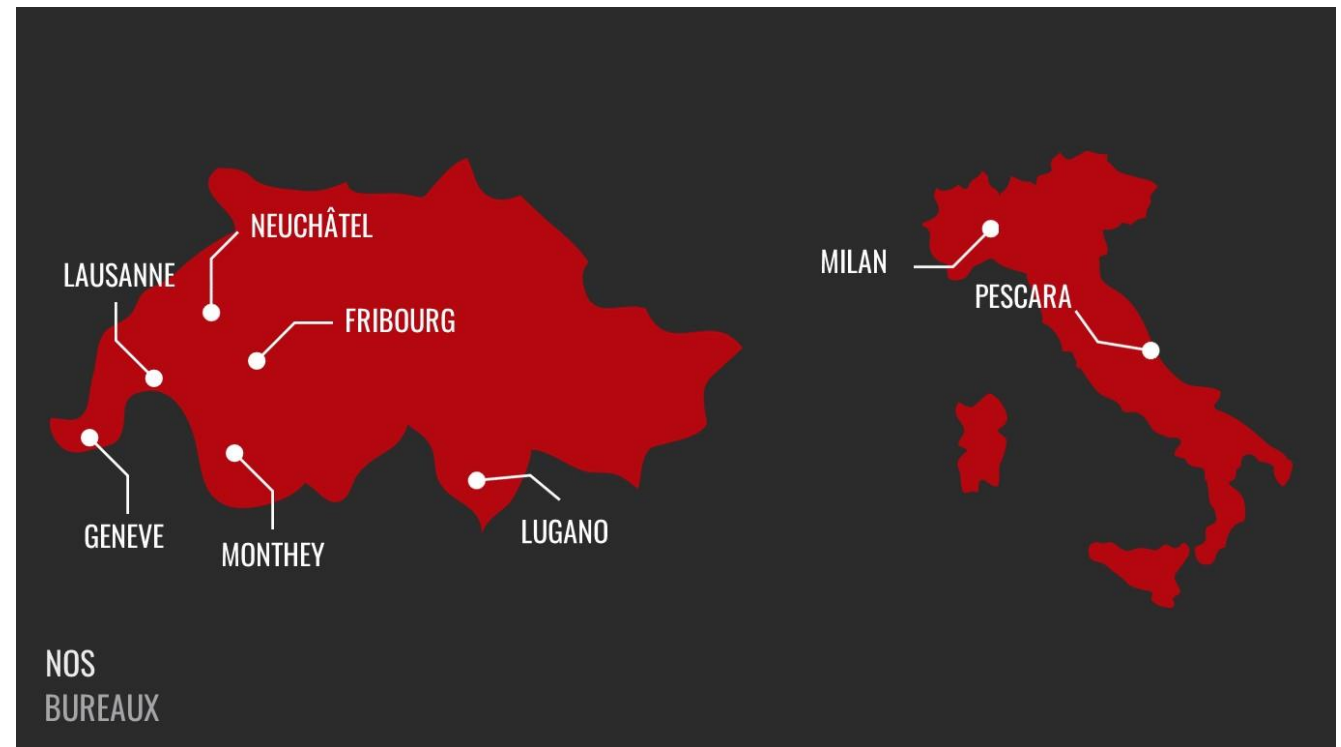 NEUCHÂTEL
LAUSANNE
FRIBOURG
GENEVE
MONTHEY
LUGANO
MILAN
PESCARA
NOS
BUREAUX